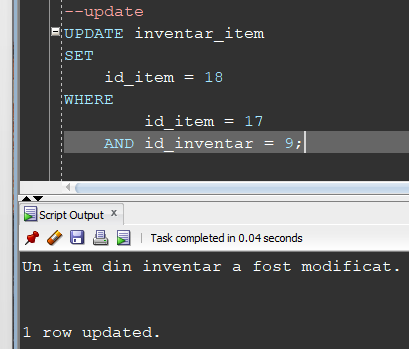 --update
UPDATE inventar_item
SET
id_item = 18
WHERE
id_item = 17
AND id_inventar = 9;
Script Output x
Task completed in 0.04 seconds
Un item din inventar a fost modificat.
1 row updated.